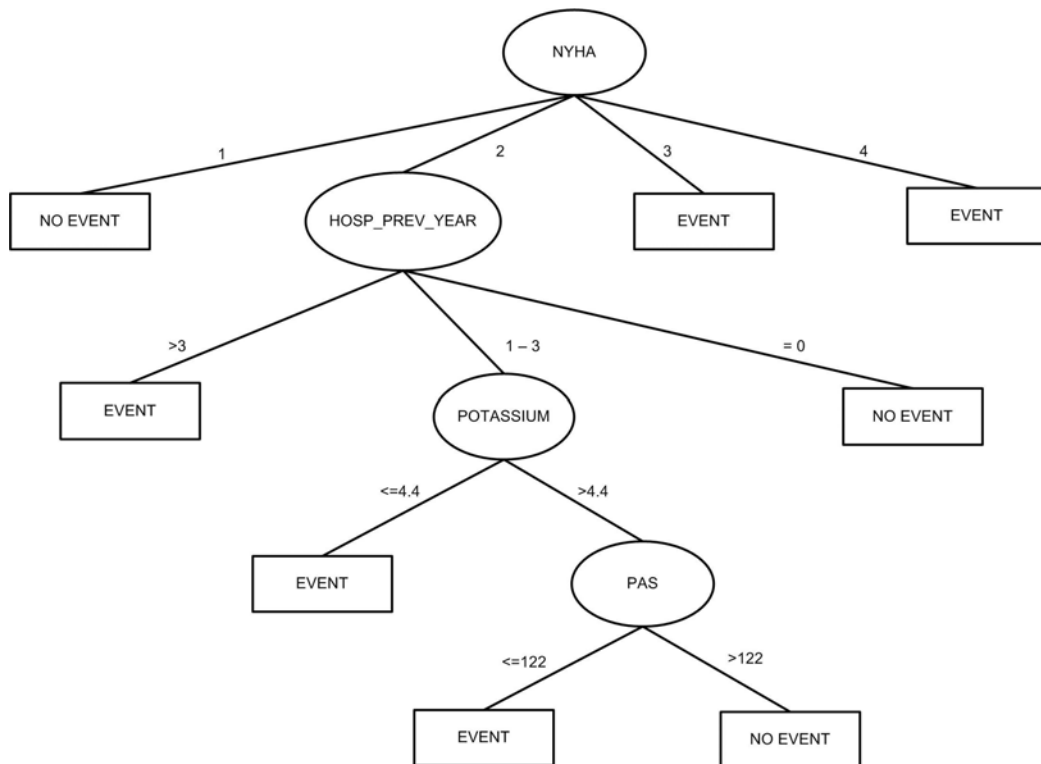 NYHA
1
2
3
4
NO EVENT
HOSP_PREV_YEAR
EVENT
EVENT
>3
1 – 3
= 0
EVENT
POTASSIUM
NO EVENT
<=4.4
>4.4
EVENT
PAS
<=122
>122
EVENT
NO EVENT